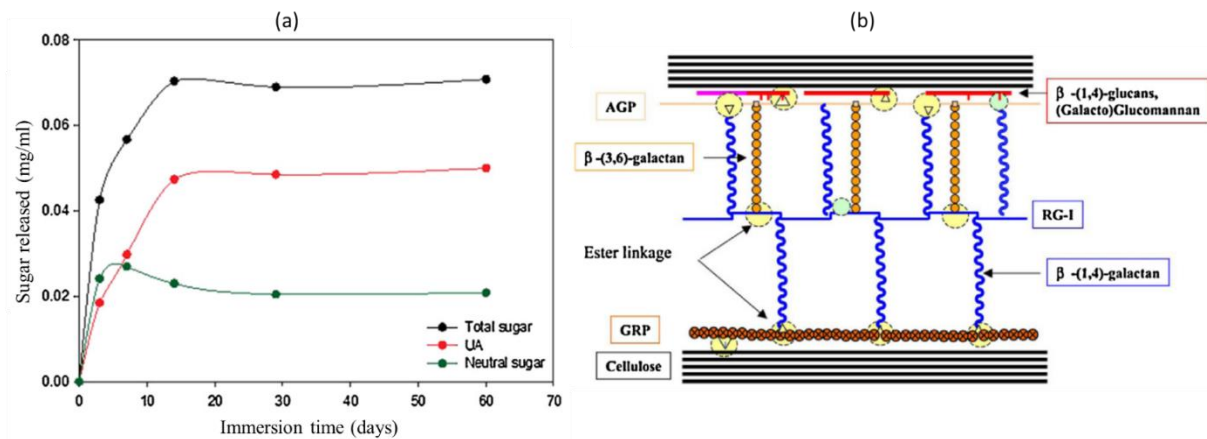 (a)
0.08
0.06
0.04
0.02
0.00
Sugar released (mg/ml)
0
10
20
30
40
50
60
70
Immersion time (days)
Total sugar
UA
Neutral sugar
(b)
AGP
β-(1,4)-glucans,
(Galacto)Glucomannan
β-(3,6)-galactan
RG-I
Ester linkage
β-(1,4)-galactan
GRP
Cellulose